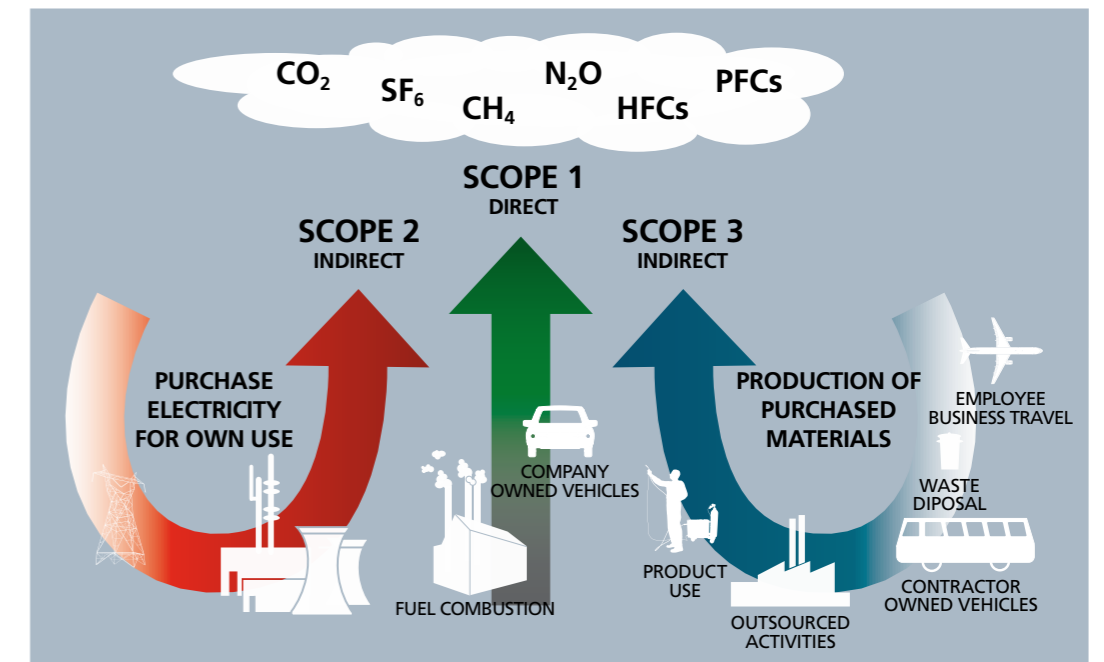 CO₂
SF₆
CH₄
N₂O
HFCs
PFCs
SCOPE 1
DIRECT
SCOPE 2
INDIRECT
SCOPE 3
INDIRECT
PURCHASE
ELECTRICITY
FOR OWN USE
COMPANY
OWNED VEHICLES
FUEL COMBUSTION
PRODUCTION OF
PURCHASED
MATERIALS
EMPLOYEE
BUSINESS TRAVEL
WASTE
DIPOSAL
CONTRACTOR
OWNED VEHICLES
PRODUCT
USE
OUTSOURCED
ACTIVITIES